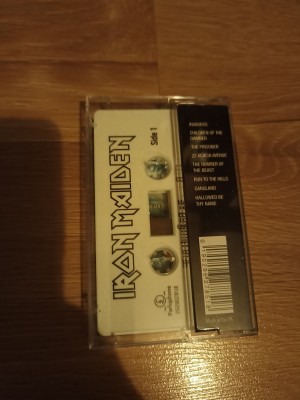 IRON MAIDEN
Side 1
Parlophone
INVADERS
CHILDREN OF THE
DAMNED
THE PRISONER
22 ACACIA AVENUE
THE NUMBER OF
THE BEAST
RUN TO THE HILLS
GANGLAND
HALLOWED BE
THY NAME